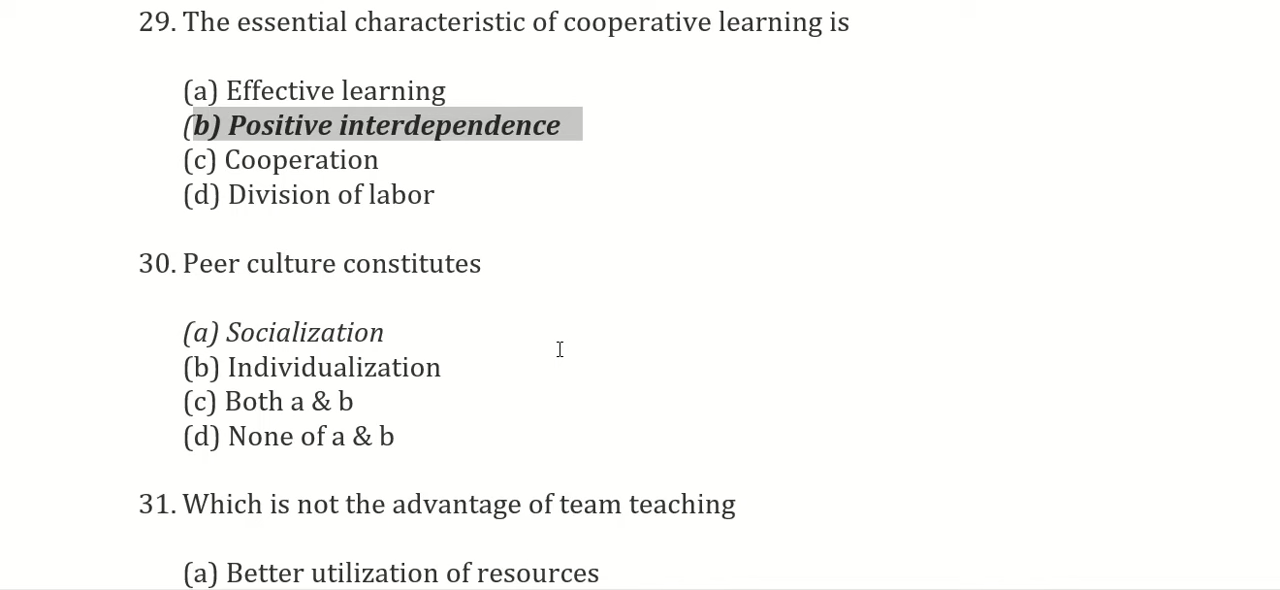 29. The essential characteristic of cooperative learning is
(a) Effective learning
(b) Positive interdependence
(c) Cooperation
(d) Division of labor
30. Peer culture constitutes
(a) Socialization
(b) Individualization
(c) Both a & b
(d) None of a & b
31. Which is not the advantage of team teaching
(a) Better utilization of resources